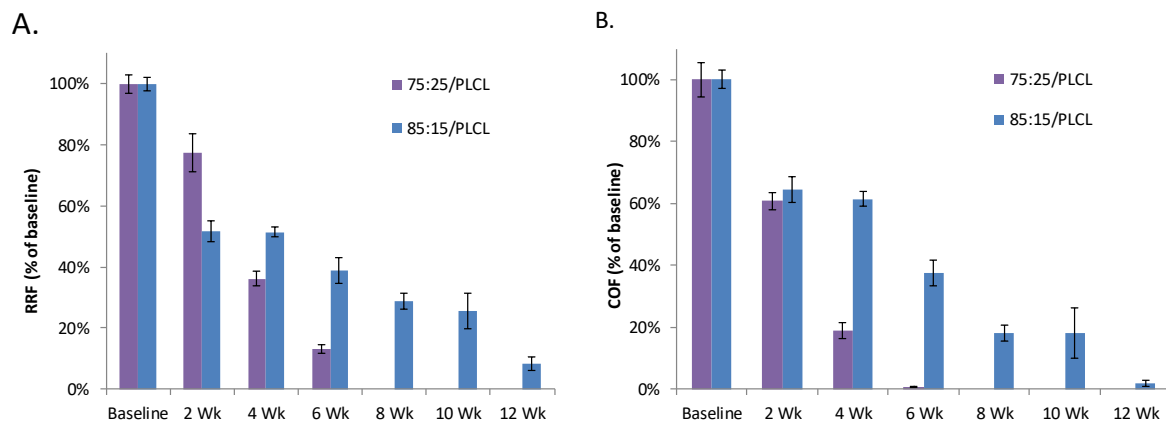 A.
RRF (% of baseline)
100%
80%
60%
40%
20%
0%
75:25/PLCL
85:15/PLCL
Baseline 2 Wk 4 Wk 6 Wk 8 Wk 10 Wk 12 Wk
B.
COF (% of baseline)
100%
80%
60%
40%
20%
0%
75:25/PLCL
85:15/PLCL
Baseline 2 Wk 4 Wk 6 Wk 8 Wk 10 Wk 12 Wk